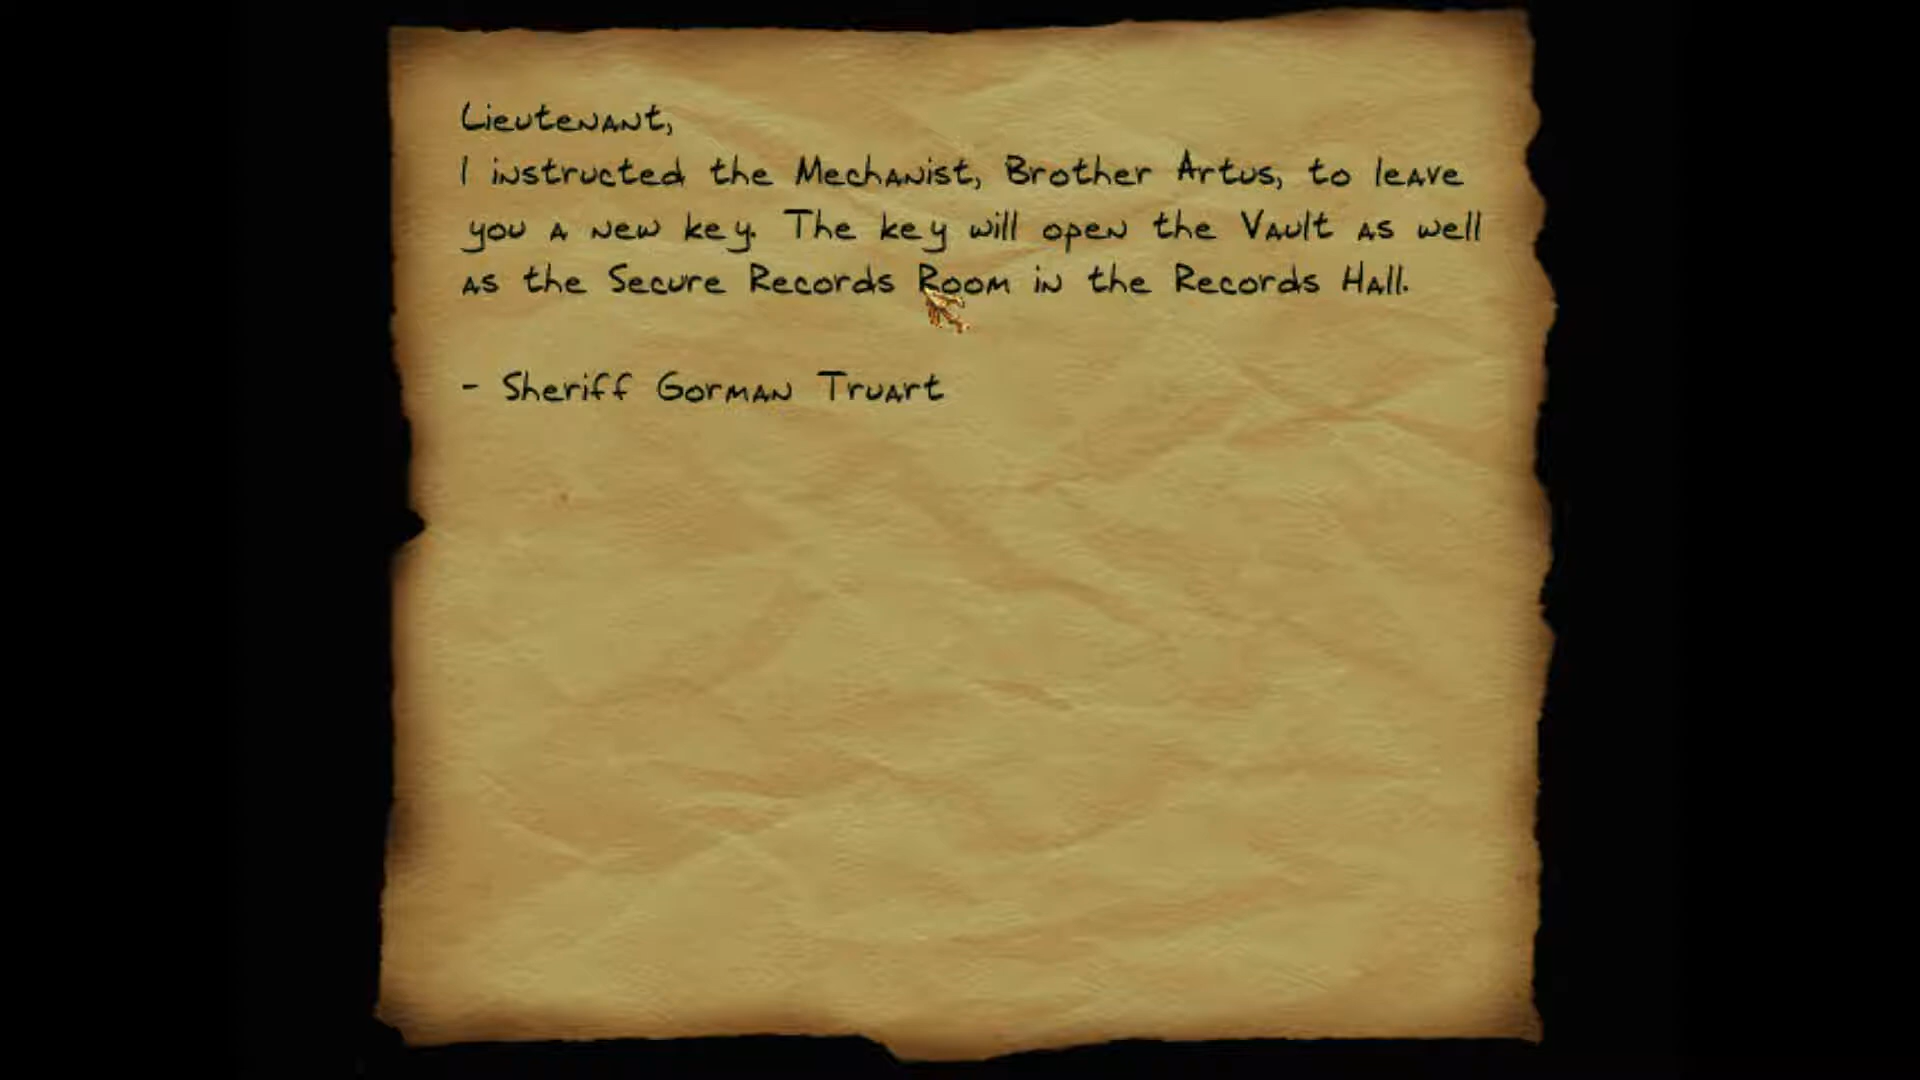 Lieutenant,
I instructed the Mechanist, Brother Artus, to leave
you a new key. The key will open the Vault as well
as the Secure Records Room in the Records Hall.
- Sheriff Gorman Truart